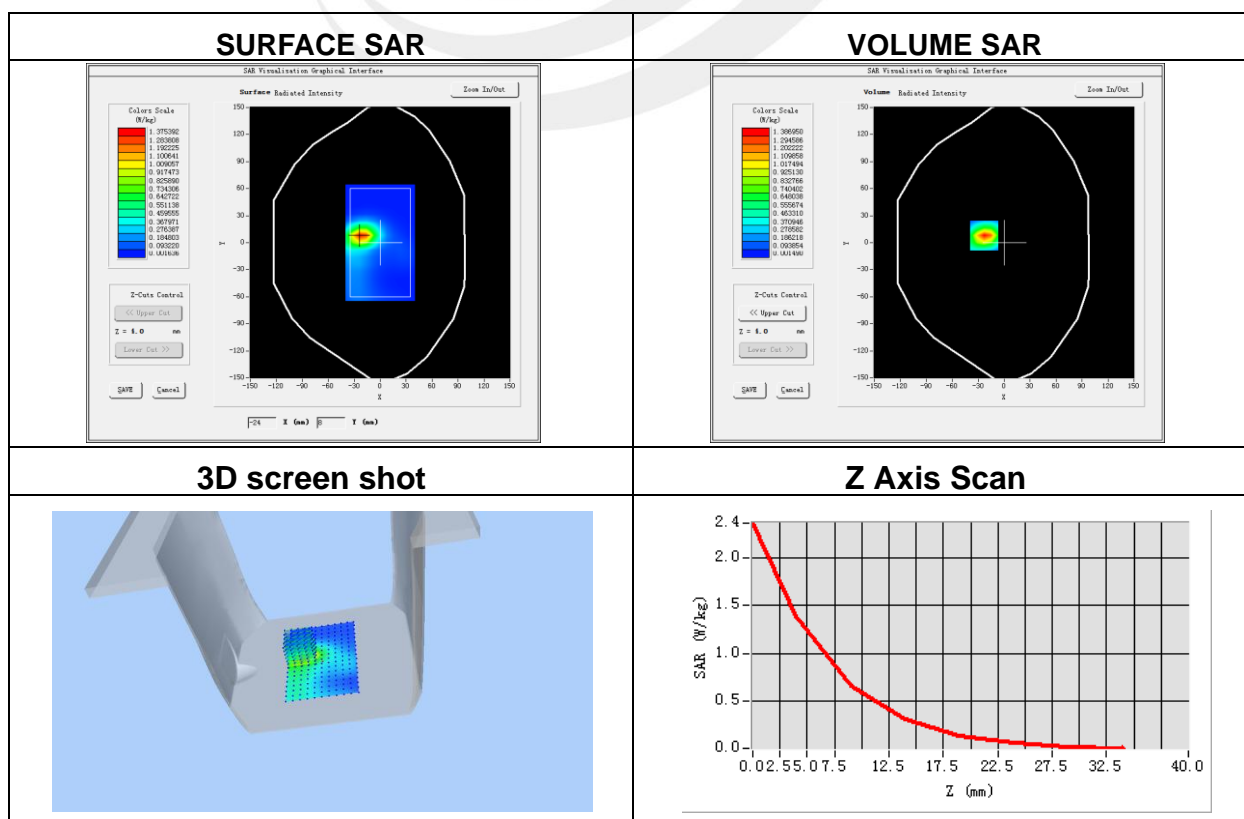 SURFACE SAR
SAR Visualisation Graphical Interface
Surface Radiated Intensity
Zoom In/Out
Colors Scale
(W/kg)
1.375392
1.283808
1.192225
1.100641
1.009057
0.917473
0.825890
0.734306
0.642722
0.551138
0.459555
0.367971
0.276387
0.184803
0.093220
0.001636
Z-Cuts Control
<< Upper Cut
Z = 4.0 mm
Lower Cut >>
SAVE Cancel
150
120
90
60
30
0
-30
-60
-90
-120
-150
Y
-150 -120 -90 -60 -30 0 30 60 90 120 150
X
-24 X (mm) 8 Y (mm)
VOLUME SAR
SAR Visualisation Graphical Interface
Volume Radiated Intensity
Zoom In/Out
Colors Scale
(W/kg)
1.386950
1.294586
1.202222
1.109858
1.017494
0.925130
0.832766
0.740402
0.648038
0.555674
0.463310
0.370946
0.278582
0.186218
0.093854
0.001490
Z-Cuts Control
<< Upper Cut
Z = 4.0 mm
Lower Cut >>
SAVE Cancel
150
120
90
60
30
0
-30
-60
-90
-120
-150
Y
-150 -120 -90 -60 -30 0 30 60 90 120 150
X
3D screen shot
Z Axis Scan
2.4
2.0
1.5
1.0
0.5
0.0
SAR (W/kg)
0.0 2.5 5.0 7.5 12.5 17.5 22.5 27.5 32.5 40.0
Z (mm)